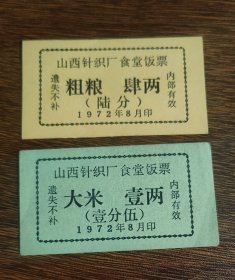 山西针织厂食堂饭票
遗失不补
粗粮 肆两
(陆分)
内部有效
1972年8月印
山西针织厂食堂饭票
遗失不补
大米 壹两
(壹分伍)
内部有效
1972年8月印